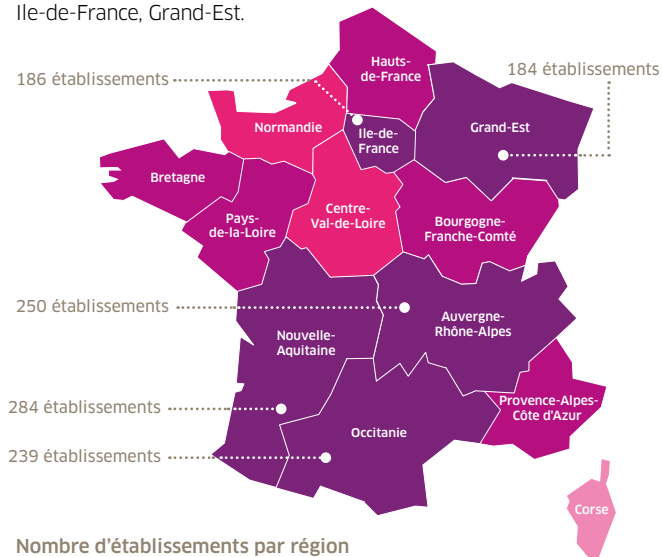 Ile-de-France, Grand-Est.
Hauts-
de-France
184 établissements
186 établissements
Normandie
Ile-de-
France
Grand-Est
Bretagne
Pays-
de-la-Loire
Centre-
Val-de-Loire
Bourgogne-
Franche-Comté
250 établissements
Auvergne-
Rhône-Alpes
Nouvelle-
Aquitaine
284 établissements
Provence-Alpes-
Côte d'Azur
Occitanie
239 établissements
Corse
Nombre d’établissements par région